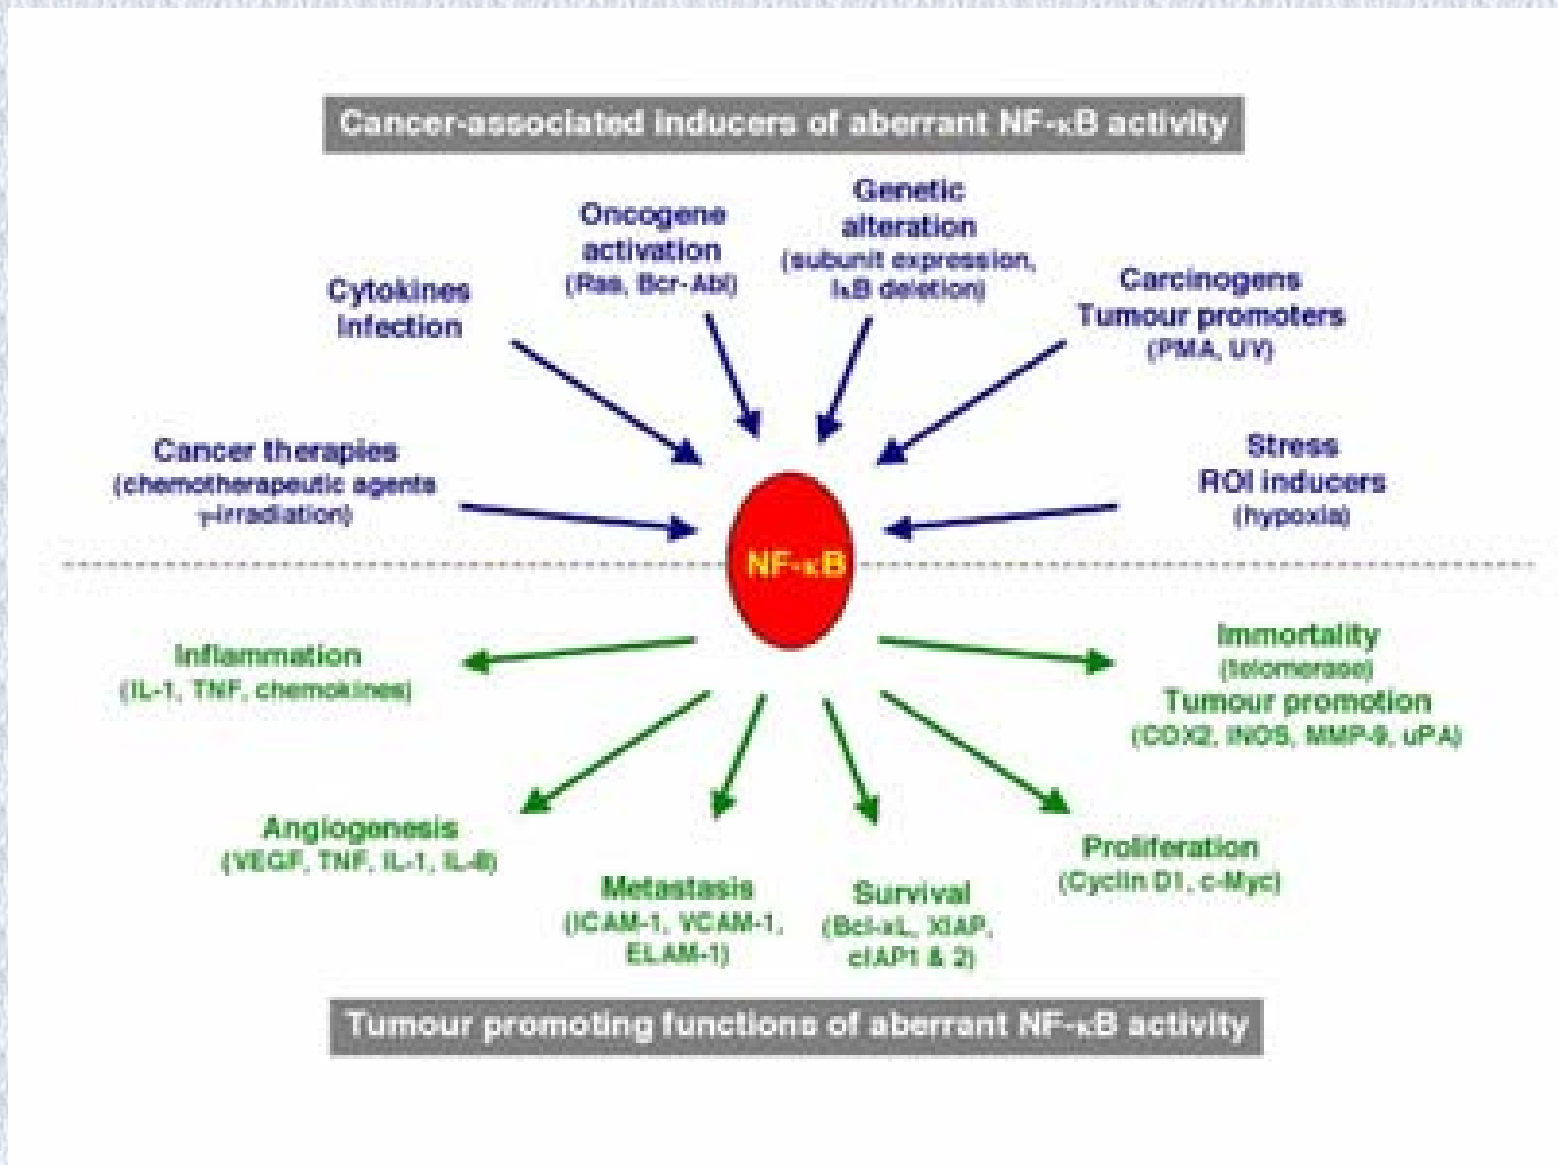 Cancer-associated inducers of aberrant NF-κB activity
Genetic
alteration
(subunit expression,
IκB deletion)
Oncogene
activation
(Ras, Bcr-Abl)
Cytokines
Infection
Carcinogens
Tumour promoters
(PMA, UV)
Cancer therapies
(chemotherapeutic agents
γ-irradiation)
Stress
ROI inducers
(hypoxia)
NF-κB
Inflammation
(IL-1, TNF, chemokines)
Immortality
(telomerase)
Tumour promotion
(COX2, iNOS, MMP-9, uPA)
Angiogenesis
(VEGF, TNF, IL-1, IL-8)
Proliferation
(Cyclin D1, c-Myc)
Metastasis
(ICAM-1, VCAM-1,
ELAM-1)
Survival
(Bcl-xL, XIAP,
cIAP1 & 2)
Tumour promoting functions of aberrant NF-κB activity